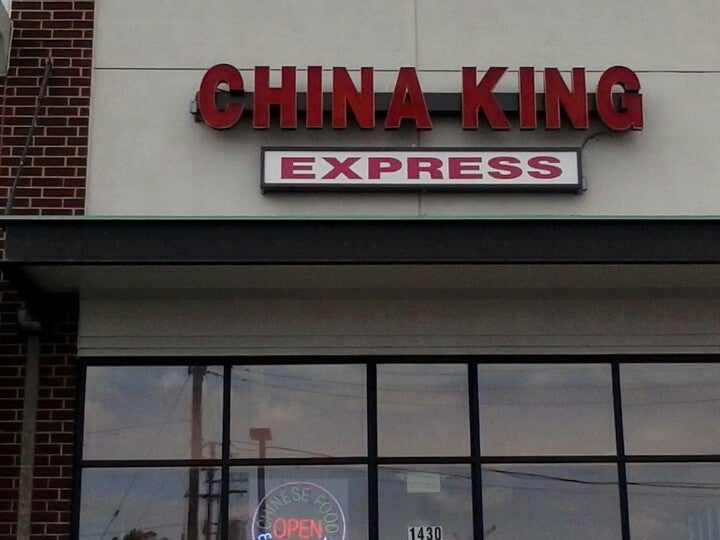 CHINA KING
EXPRESS
CHINESE FOOD
OPEN
1430